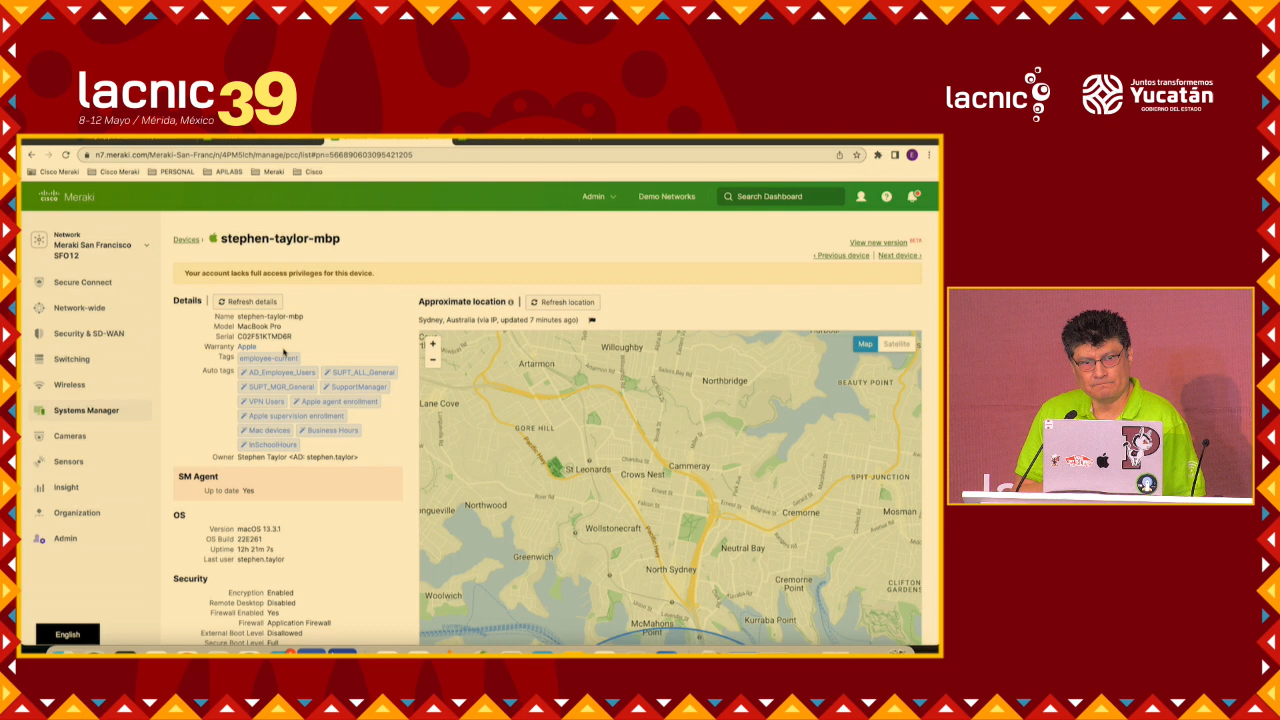 lacnic 39
8-12 Mayo / Mérida, México
lacnic
Juntos transformemos
Yucatán
GOBIERNO DEL ESTADO
n7.meraki.com/Meraki-San-Franc/n/4PM5Ich/manage/pcc/list#pn=566890603095421205
Cisco Meraki
Cisco Meraki
PERSONAL
APILABS
Meraki
Cisco
CISCO Meraki
Admin
Demo Networks
Search Dashboard
Network
Meraki San Francisco
SFO12
Secure Connect
Network-wide
Security & SD-WAN
Switching
Wireless
Systems Manager
Cameras
Sensors
Insight
Organization
Admin
English
Devices › stephen-taylor-mbp
View new version BETA
‹ Previous device | Next device ›
Your account lacks full access privileges for this device.
Details | Refresh details
Name stephen-taylor-mbp
Model MacBook Pro
Serial C02F51KTMD6R
Warranty Apple
Tags employee-current
Auto tags AD_Employee_Users SUPT_ALL_General
SUPT_MGR_General SupportManager
VPN Users Apple agent enrollment
Apple supervision enrollment
Mac devices Business Hours
InSchoolHours
Owner Stephen Taylor <AD: stephen.taylor>
SM Agent
Up to date Yes
OS
Version macOS 13.3.1
OS Build 22E261
Uptime 12h 21m 7s
Last user stephen.taylor
Security
Encryption Enabled
Remote Desktop Disabled
Firewall Enabled Yes
Firewall Application Firewall
External Boot Level Disallowed
Secure Boot Level Full
Approximate location | Refresh location
Sydney, Australia (via IP, updated 7 minutes ago)
+
−
Map Satellite
Willoughby
Artarmon
Northbridge
BEAUTY POINT
Lane Cove
GORE HILL
Pacific Hwy
St Leonards
Crows Nest
Cammeray
SPIT JUNCTION
Northwood
ongueville
Cremorne
Mosman
Wollstonecraft
Greenwich
Neutral Bay
North Sydney
Cremorne
Point
CLIFTON
GARDENS
Woolwich
McMahons
Point
Kurraba Point